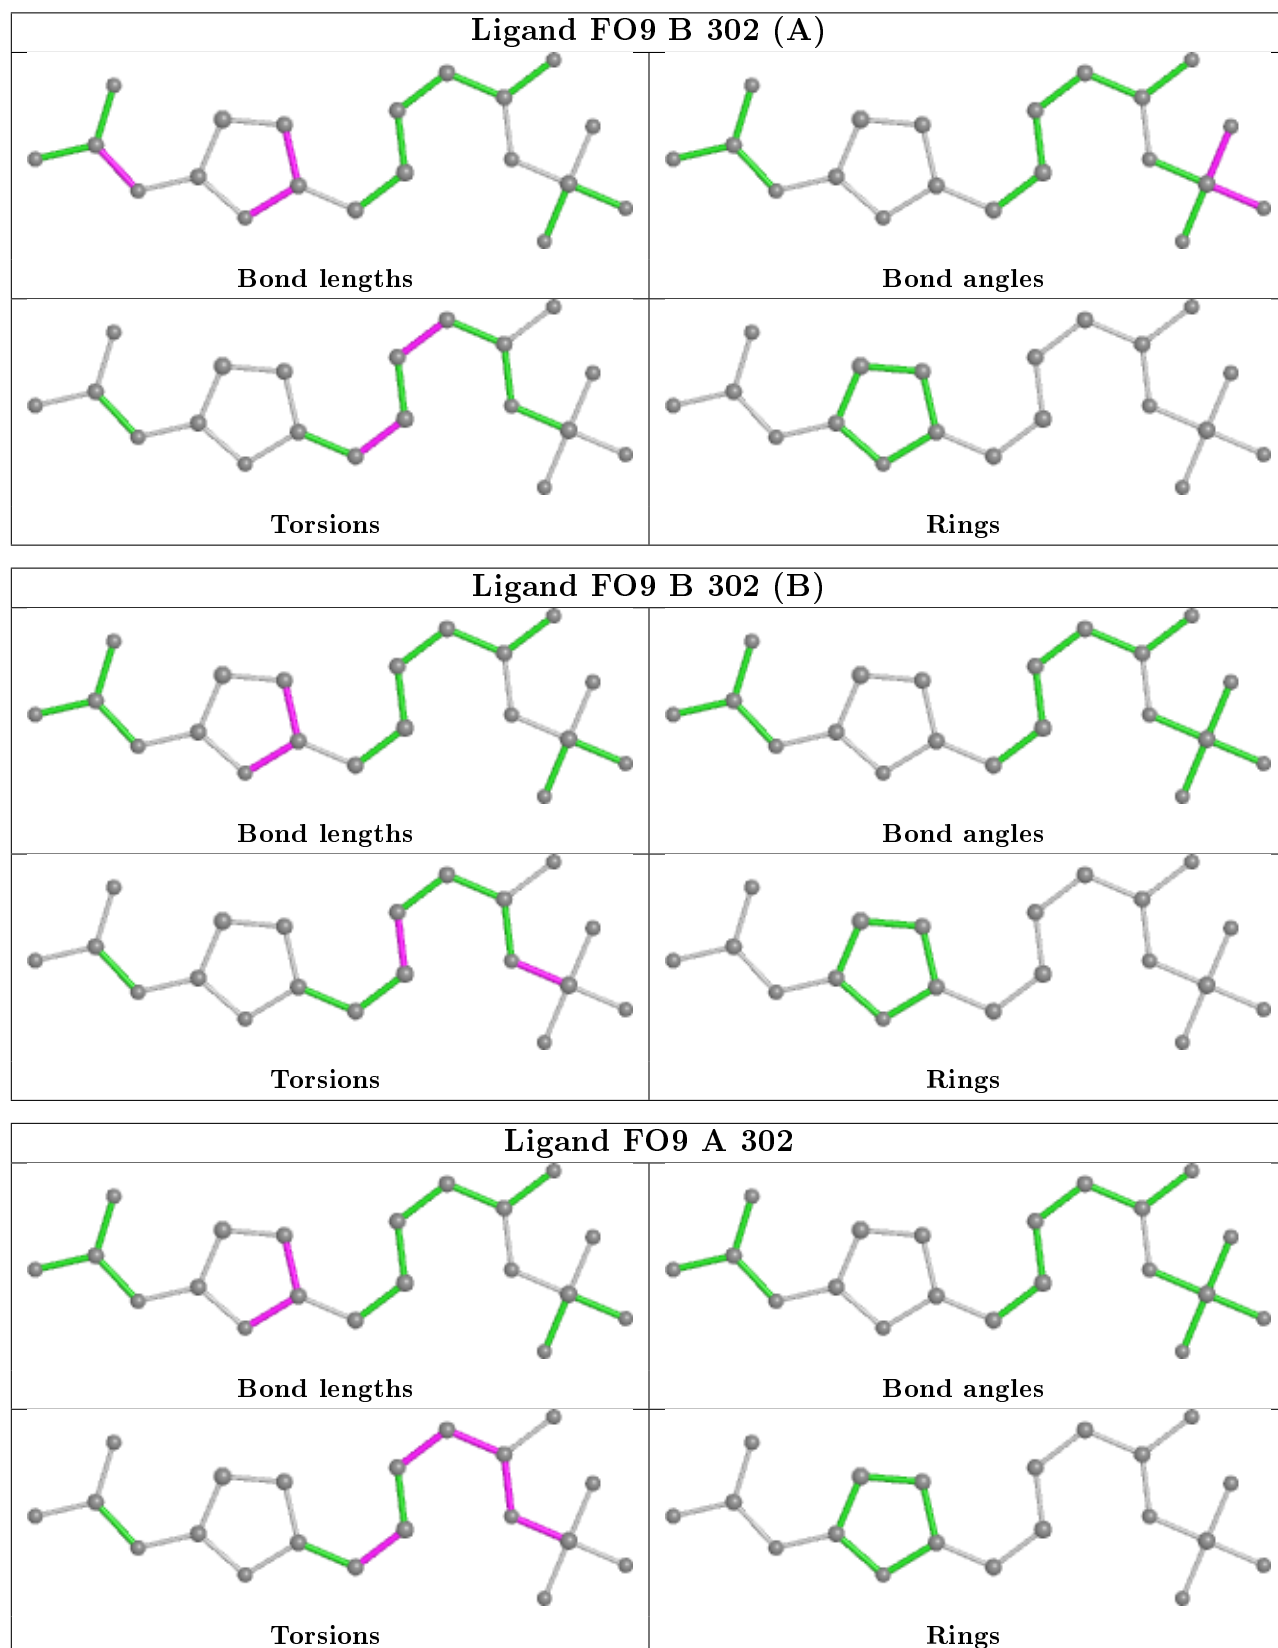 Ligand FO9 B 302 (A)
Bond lengths
Bond angles
Torsions
Rings
Ligand FO9 B 302 (B)
Bond lengths
Bond angles
Torsions
Rings
Ligand FO9 A 302
Bond lengths
Bond angles
Torsions
Rings